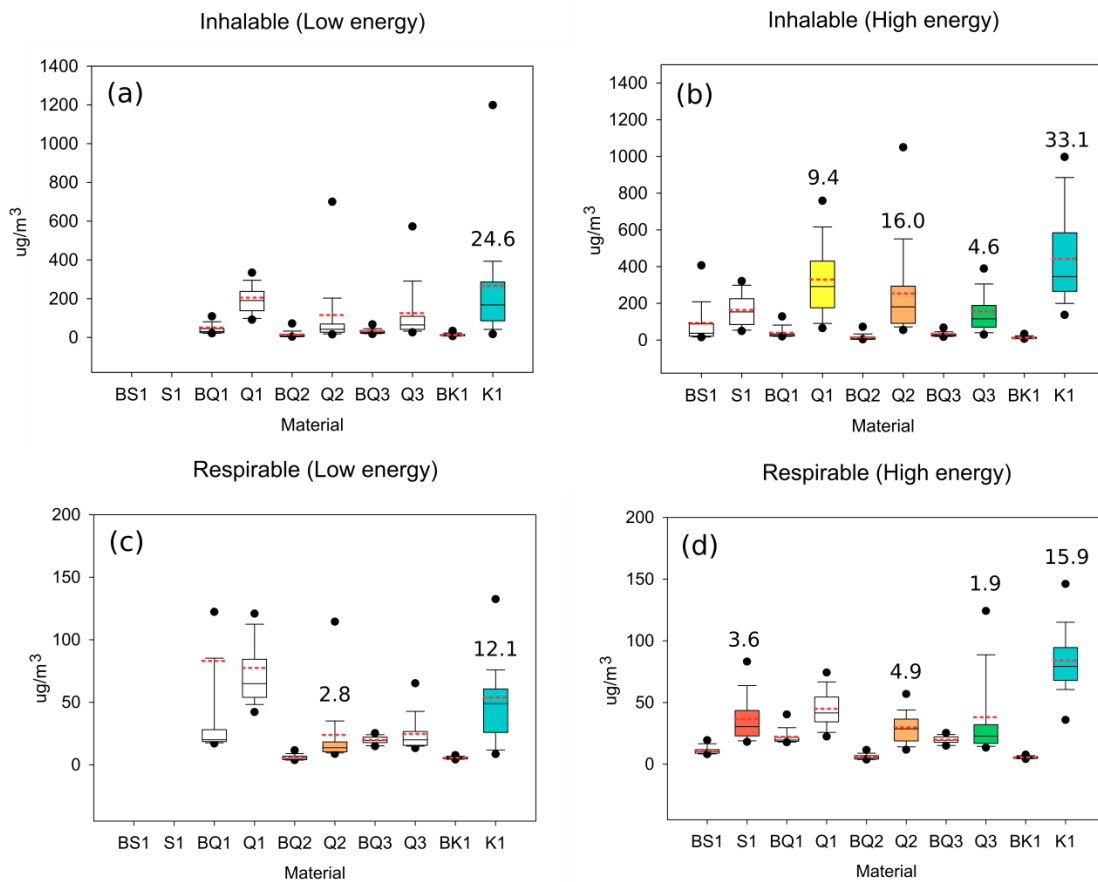 Inhalable (Low energy)
(a)
1400
1200
1000
800
600
400
200
0
ug/m³
24.6
BS1 S1 BQ1 Q1 BQ2 Q2 BQ3 Q3 BK1 K1
Material
Inhalable (High energy)
(b)
1400
1200
1000
800
600
400
200
0
ug/m³
9.4
16.0
4.6
33.1
BS1 S1 BQ1 Q1 BQ2 Q2 BQ3 Q3 BK1 K1
Material
Respirable (Low energy)
(c)
200
150
100
50
0
ug/m³
2.8
12.1
BS1 S1 BQ1 Q1 BQ2 Q2 BQ3 Q3 BK1 K1
Material
Respirable (High energy)
(d)
200
150
100
50
0
ug/m³
3.6
4.9
1.9
15.9
BS1 S1 BQ1 Q1 BQ2 Q2 BQ3 Q3 BK1 K1
Material